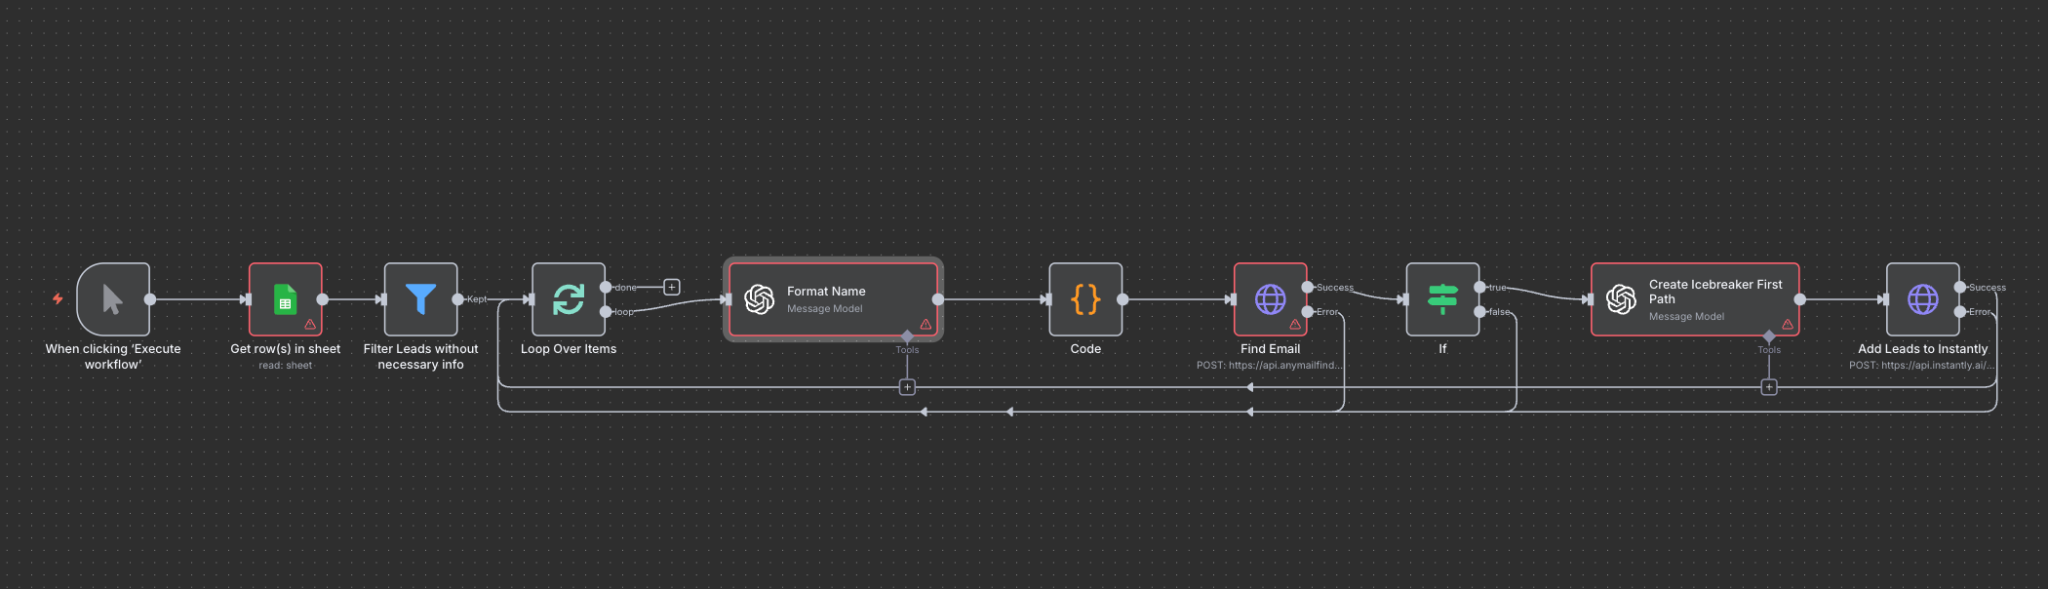 When clicking ‘Execute
workflow’
Get row(s) in sheet
read: sheet
Filter Leads without
necessary info
Kept
Loop Over Items
done
loop
Format Name
Message Model
Tools
Code
Find Email
POST: https://api.anymailfind...
Success
Error
If
true
false
Create Icebreaker First
Path
Message Model
Tools
Add Leads to Instantly
POST: https://api.instantly.ai/...
Success
Error